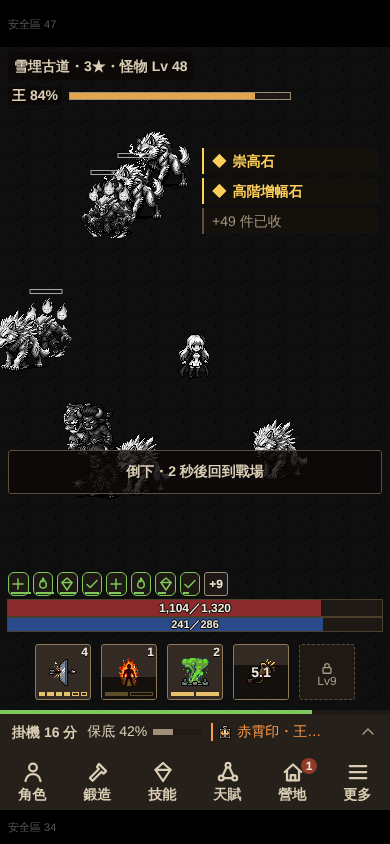 安全區 47
雪埋古道・3★・怪物 Lv 48
王 84%
◆ 崇高石
◆ 高階增幅石
+49 件已收
倒下・2 秒後回到戰場
+9
1,104／1,320
241／286
4 1 2 5.1 Lv9
掛機 16 分 保底 42% 赤霄印・王…
1
角色 鍛造 技能 天賦 營地 更多
安全區 34